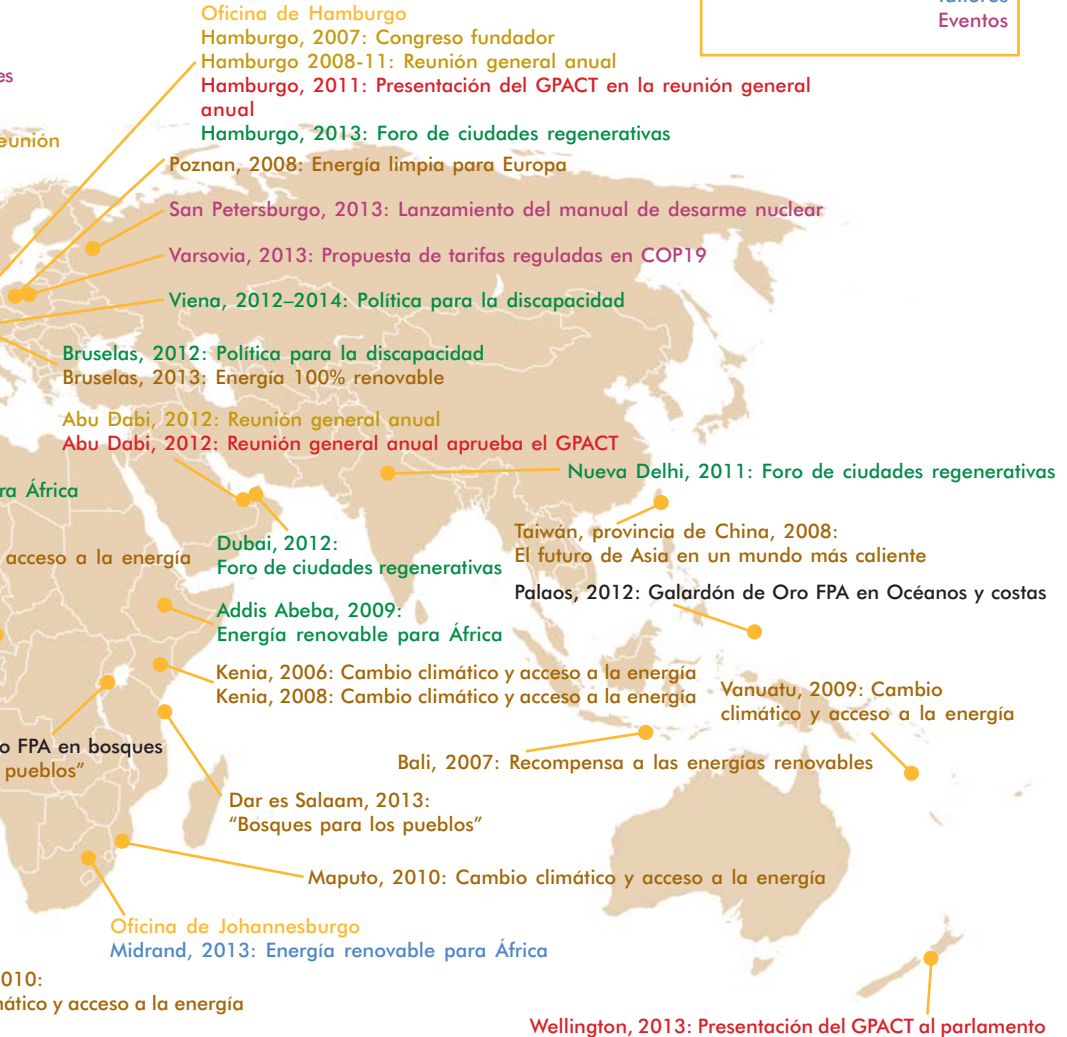 Eventos
Oficina de Hamburgo
Hamburgo, 2007: Congreso fundador
Hamburgo 2008-11: Reunión general anual
Hamburgo, 2011: Presentación del GPACT en la reunión general
anual
Hamburgo, 2013: Foro de ciudades regenerativas
Poznan, 2008: Energía limpia para Europa
San Petersburgo, 2013: Lanzamiento del manual de desarme nuclear
Varsovia, 2013: Propuesta de tarifas reguladas en COP19
Viena, 2012–2014: Política para la discapacidad
Bruselas, 2012: Política para la discapacidad
Bruselas, 2013: Energía 100% renovable
Abu Dabi, 2012: Reunión general anual
Abu Dabi, 2012: Reunión general anual aprueba el GPACT
Nueva Delhi, 2011: Foro de ciudades regenerativas
África
acceso a la energía
Dubai, 2012:
Foro de ciudades regenerativas
Taiwán, provincia de China, 2008:
El futuro de Asia en un mundo más caliente
Palaos, 2012: Galardón de Oro FPA en Océanos y costas
Addis Abeba, 2009:
Energía renovable para África
Kenia, 2006: Cambio climático y acceso a la energía
Kenia, 2008: Cambio climático y acceso a la energía
Vanuatu, 2009: Cambio
climático y acceso a la energía
o FPA en bosques
pueblos”
Bali, 2007: Recompensa a las energías renovables
Dar es Salaam, 2013:
“Bosques para los pueblos”
Maputo, 2010: Cambio climático y acceso a la energía
Oficina de Johannesburgo
Midrand, 2013: Energía renovable para África
010:
mático y acceso a la energía
Wellington, 2013: Presentación del GPACT al parlamento